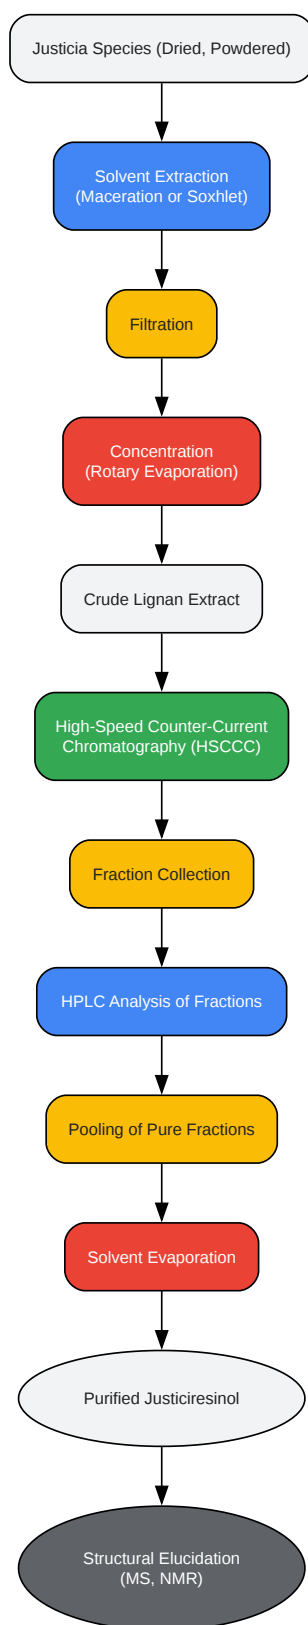 Justicia Species (Dried, Powdered)
Solvent Extraction
(Maceration or Soxhlet)
Filtration
Concentration
(Rotary Evaporation)
Crude Lignan Extract
High-Speed Counter-Current
Chromatography (HSCCC)
Fraction Collection
HPLC Analysis of Fractions
Pooling of Pure Fractions
Solvent Evaporation
Purified Justiciresinol
Structural Elucidation
(MS, NMR)